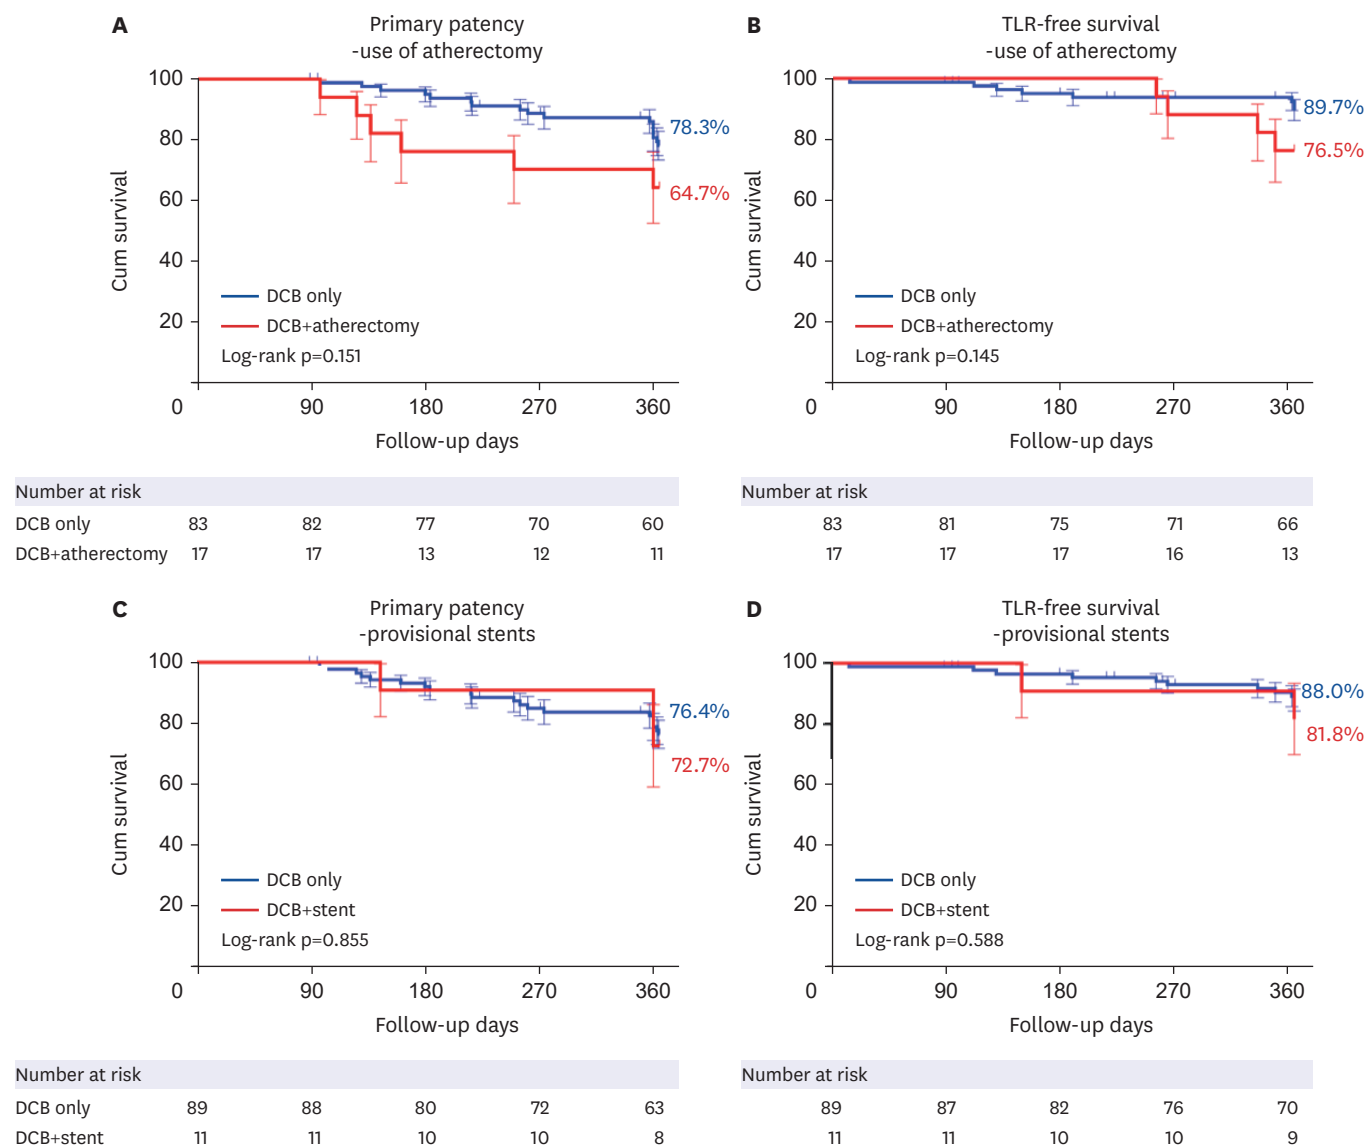 A
Primary patency
-use of atherectomy
100
80
60
40
20
0
90
180
270
360
Cum survival
Follow-up days
78.3%
64.7%
DCB only
DCB+atherectomy
Log-rank p=0.151
Number at risk
DCB only 83 82 77 70 60
DCB+atherectomy 17 17 13 12 11
B
TLR-free survival
-use of atherectomy
100
80
60
40
20
0
90
180
270
360
Cum survival
Follow-up days
89.7%
76.5%
DCB only
DCB+atherectomy
Log-rank p=0.145
Number at risk
83 81 75 71 66
17 17 17 16 13
C
Primary patency
-provisional stents
100
80
60
40
20
0
90
180
270
360
Cum survival
Follow-up days
76.4%
72.7%
DCB only
DCB+stent
Log-rank p=0.855
Number at risk
DCB only 89 88 80 72 63
DCB+stent 11 11 10 10 8
D
TLR-free survival
-provisional stents
100
80
60
40
20
0
90
180
270
360
Cum survival
Follow-up days
88.0%
81.8%
DCB only
DCB+stent
Log-rank p=0.588
Number at risk
89 87 82 76 70
11 11 10 10 9